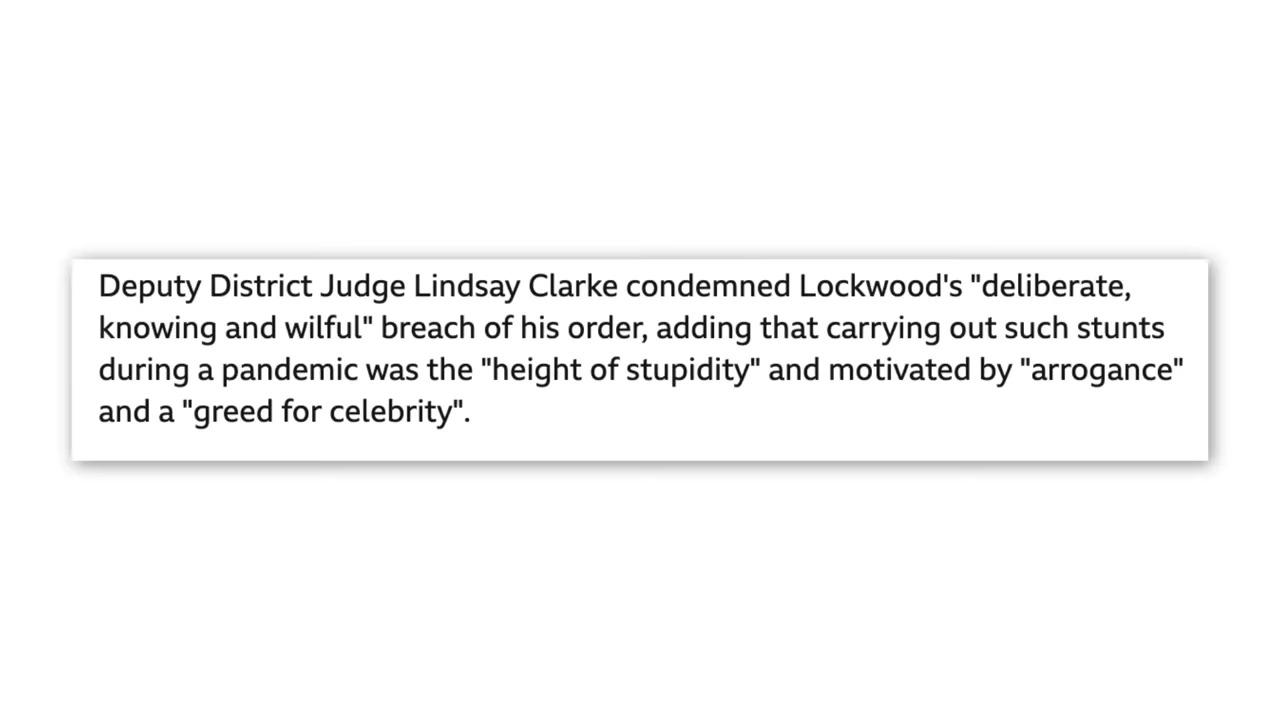 Deputy District Judge Lindsay Clarke condemned Lockwood's "deliberate,
knowing and wilful" breach of his order, adding that carrying out such stunts
during a pandemic was the "height of stupidity" and motivated by "arrogance"
and a "greed for celebrity".